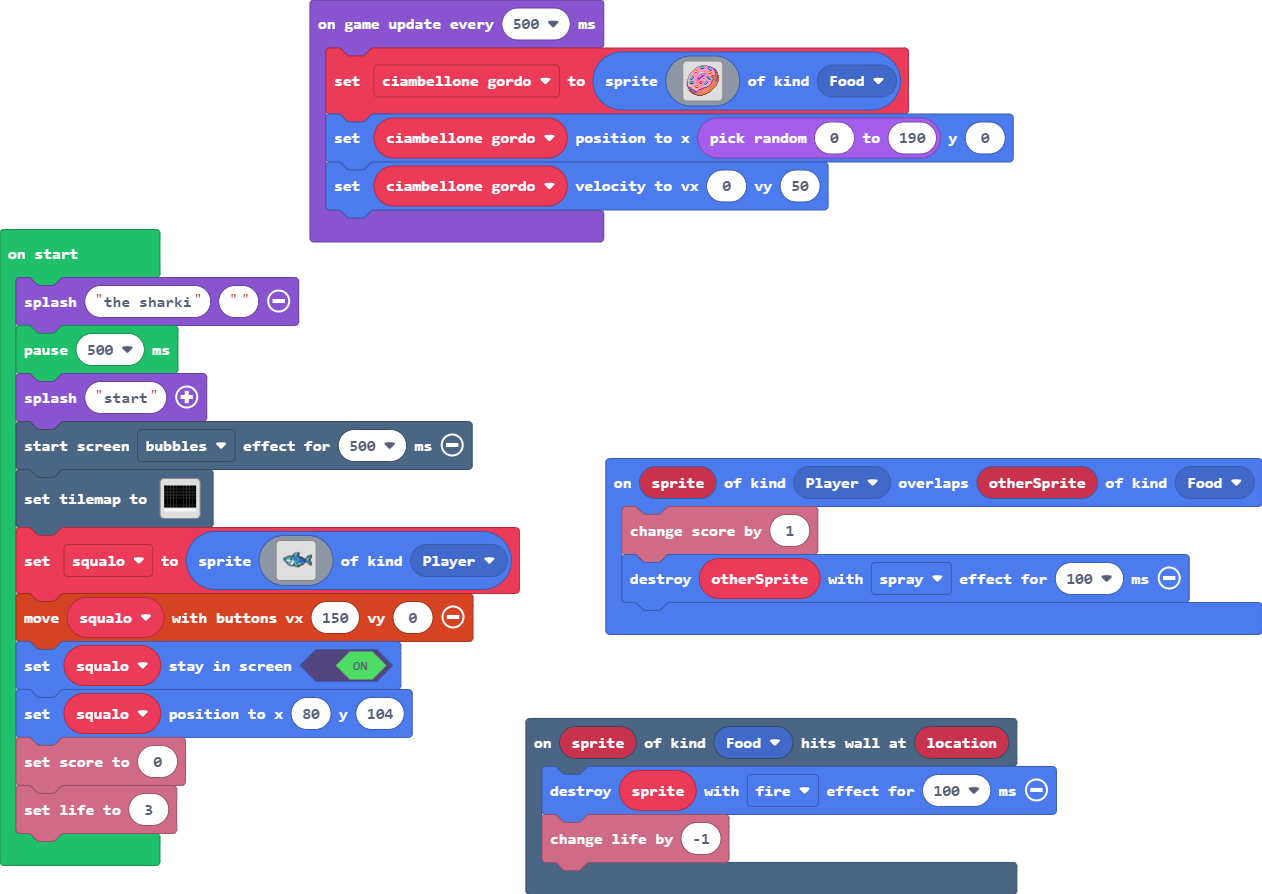 on game update every 500 ms
set ciambellone gordo to sprite of kind Food
set ciambellone gordo position to x pick random 0 to 190 y 0
set ciambellone gordo velocity to vx 0 vy 50
on start
splash "the sharki" " "
pause 500 ms
splash "start"
start screen bubbles effect for 500 ms
set tilemap to
set squalo to sprite of kind Player
move squalo with buttons vx 150 vy 0
set squalo stay in screen ON
set squalo position to x 80 y 104
set score to 0
set life to 3
on sprite of kind Player overlaps otherSprite of kind Food
change score by 1
destroy otherSprite with spray effect for 100 ms
on sprite of kind Food hits wall at location
destroy sprite with fire effect for 100 ms
change life by -1